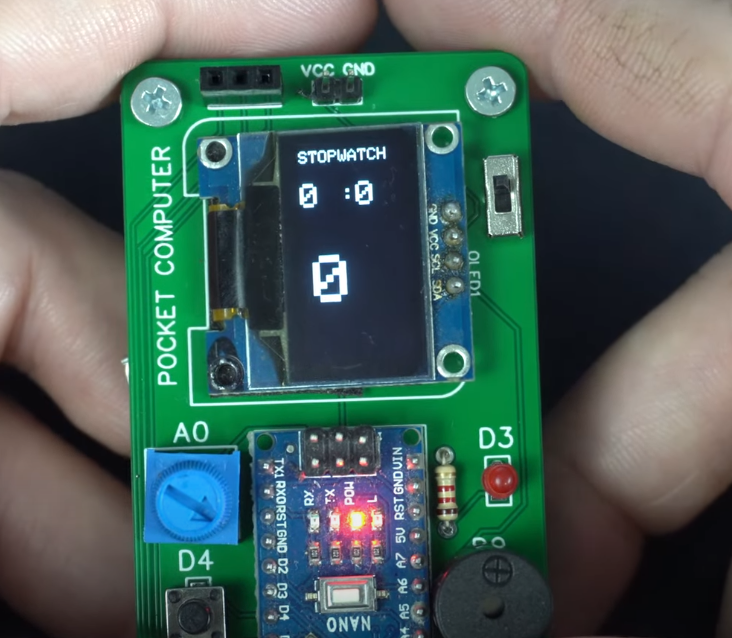 VCC GND
POCKET COMPUTER
STOPWATCH
0 :0
0
GND VCC SCL SDA
OLED1
A0
D3
TX1
RX0
RST
GND
D2
D3
D4
RX
TX
POW
L
VIN
GND
RST
5V
A7
A6
A5
A4
D4
NANO